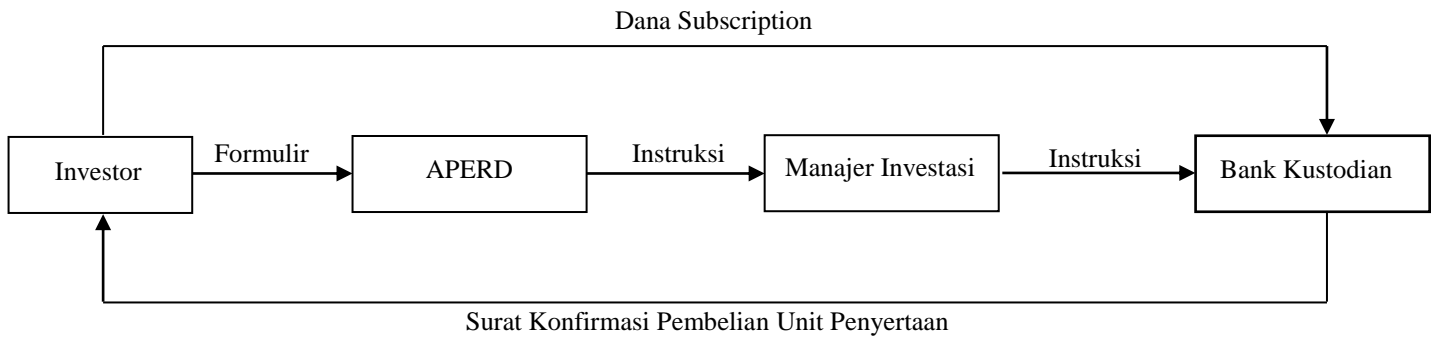 Dana Subscription
Investor
Formulir
APERD
Instruksi
Manajer Investasi
Instruksi
Bank Kustodian
Surat Konfirmasi Pembelian Unit Penyertaan